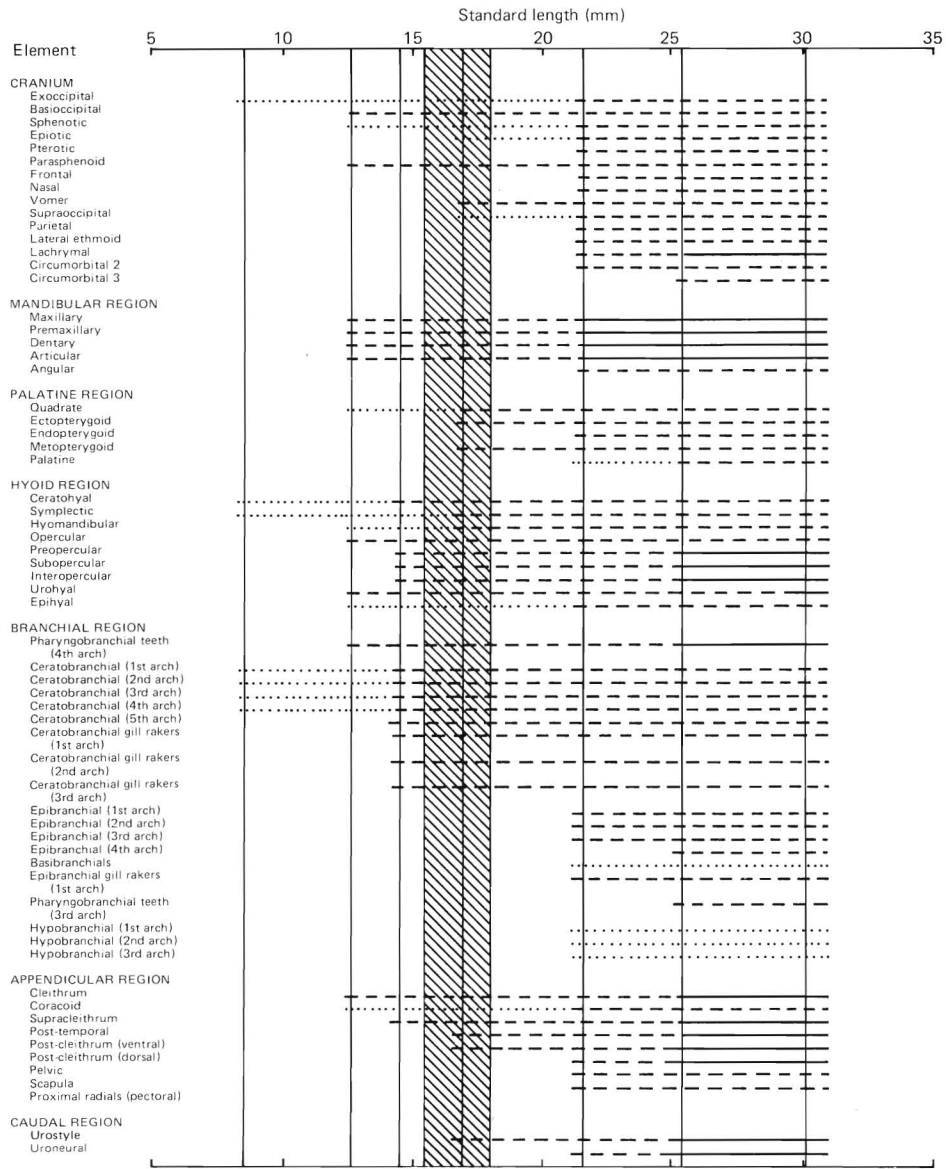 Standard length (mm)
Element 5 10 15 20 25 30 35
CRANIUM
Exoccipital
Basioccipital
Sphenotic
Epiotic
Pterotic
Parasphenoid
Frontal
Nasal
Vomer
Supraoccipital
Parietal
Lateral ethmoid
Lachrymal
Circumorbital 2
Circumorbital 3
MANDIBULAR REGION
Maxillary
Premaxillary
Dentary
Articular
Angular
PALATINE REGION
Quadrate
Ectopterygoid
Endopterygoid
Metopterygoid
Palatine
HYOID REGION
Ceratohyal
Symplectic
Hyomandibular
Opercular
Preopercular
Subopercular
Interopercular
Urohyal
Epihyal
BRANCHIAL REGION
Pharyngobranchial teeth
(4th arch)
Ceratobranchial (1st arch)
Ceratobranchial (2nd arch)
Ceratobranchial (3rd arch)
Ceratobranchial (4th arch)
Ceratobranchial (5th arch)
Ceratobranchial gill rakers
(1st arch)
Ceratobranchial gill rakers
(2nd arch)
Ceratobranchial gill rakers
(3rd arch)
Epibranchial (1st arch)
Epibranchial (2nd arch)
Epibranchial (3rd arch)
Epibranchial (4th arch)
Basibranchials
Epibranchial gill rakers
(1st arch)
Pharyngobranchial teeth
(3rd arch)
Hypobranchial (1st arch)
Hypobranchial (2nd arch)
Hypobranchial (3rd arch)
APPENDICULAR REGION
Cleithrum
Coracoid
Supracleithrum
Post-temporal
Post-cleithrum (ventral)
Post-cleithrum (dorsal)
Pelvic
Scapula
Proximal radials (pectoral)
CAUDAL REGION
Urostyle
Uroneural